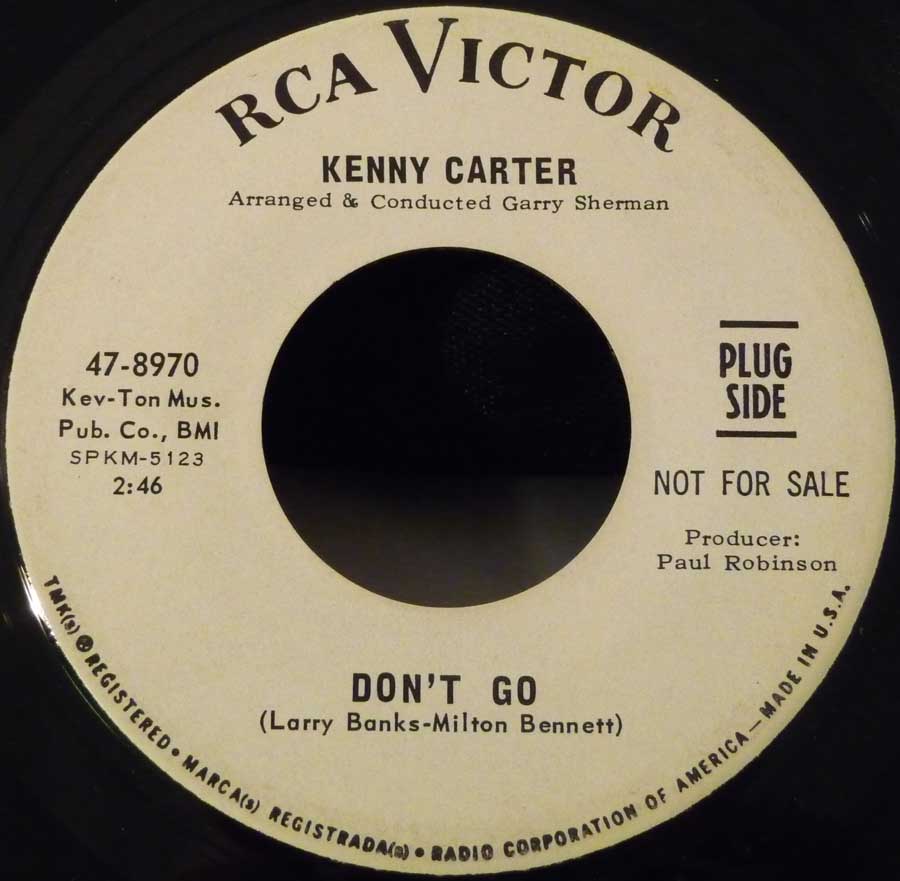 RCA VICTOR
KENNY CARTER
Arranged & Conducted Garry Sherman
47-8970
Kev-Ton Mus.
Pub. Co., BMI
SPKM-5123
2:46
PLUG
SIDE
NOT FOR SALE
Producer:
Paul Robinson
DON'T GO
(Larry Banks-Milton Bennett)
TMK(s) ® REGISTERED • MARCA(s) REGISTRADA(s) • RADIO CORPORATION OF AMERICA — MADE IN U.S.A.